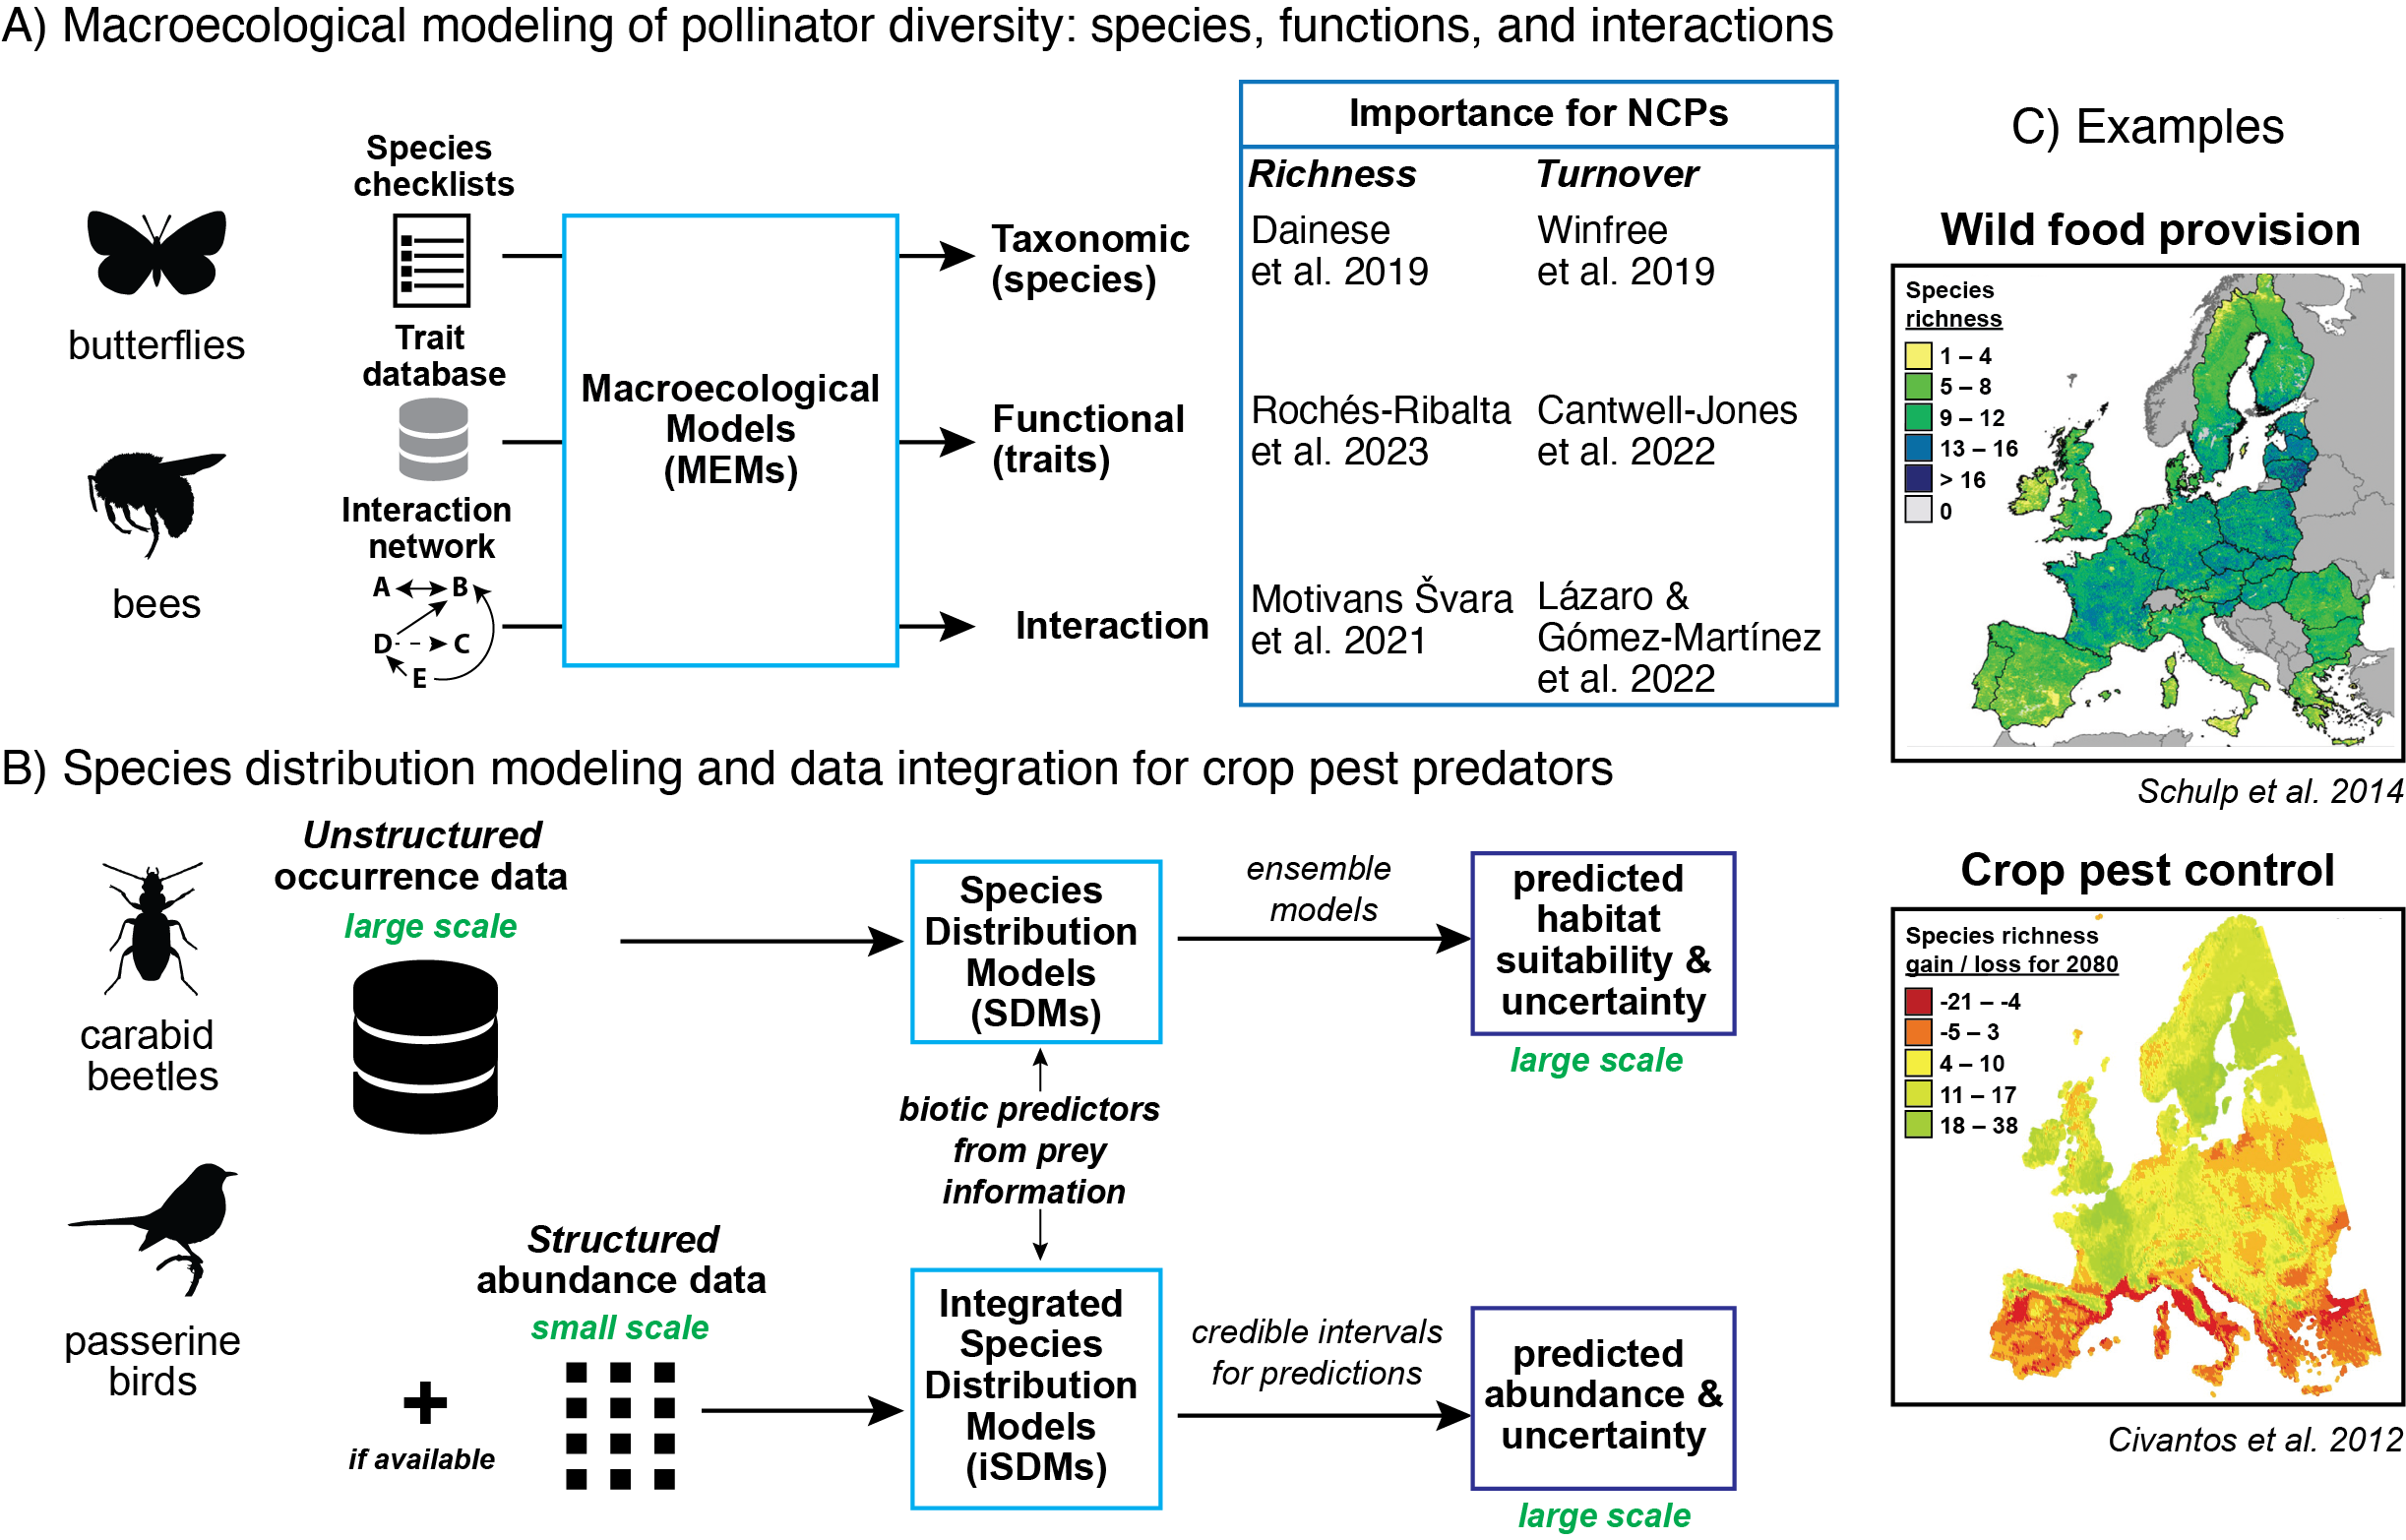 A) Macroecological modeling of pollinator diversity: species, functions, and interactions
butterflies
bees
Species
checklists
Trait
database
Interaction
network
A
B
D
C
E
Macroecological
Models
(MEMs)
Taxonomic
(species)
Functional
(traits)
Interaction
Importance for NCPs
Richness
Turnover
Dainese
et al. 2019
Winfree
et al. 2019
Rochés-Ribalta
et al. 2023
Cantwell-Jones
et al. 2022
Motivans Švara
et al. 2021
Lázaro &
Gómez-Martínez
et al. 2022
B) Species distribution modeling and data integration for crop pest predators
carabid
beetles
passerine
birds
Unstructured
occurrence data
large scale
+
if available
Structured
abundance data
small scale
Species
Distribution
Models
(SDMs)
biotic predictors
from prey
information
Integrated
Species
Distribution
Models
(iSDMs)
ensemble
models
credible intervals
for predictions
predicted
habitat
suitability &
uncertainty
large scale
predicted
abundance &
uncertainty
large scale
C) Examples
Wild food provision
Species
richness
1 – 4
5 – 8
9 – 12
13 – 16
> 16
0
Schulp et al. 2014
Crop pest control
Species richness
gain / loss for 2080
-21 – -4
-5 – 3
4 – 10
11 – 17
18 – 38
Civantos et al. 2012